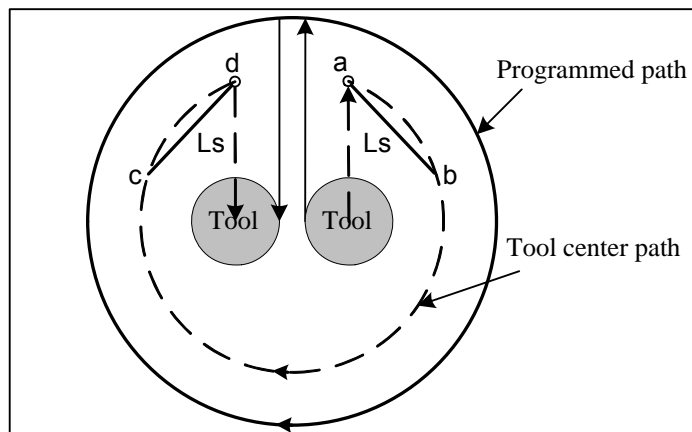 d
a
Programmed path
Ls
Ls
c
b
Tool
Tool
Tool center path